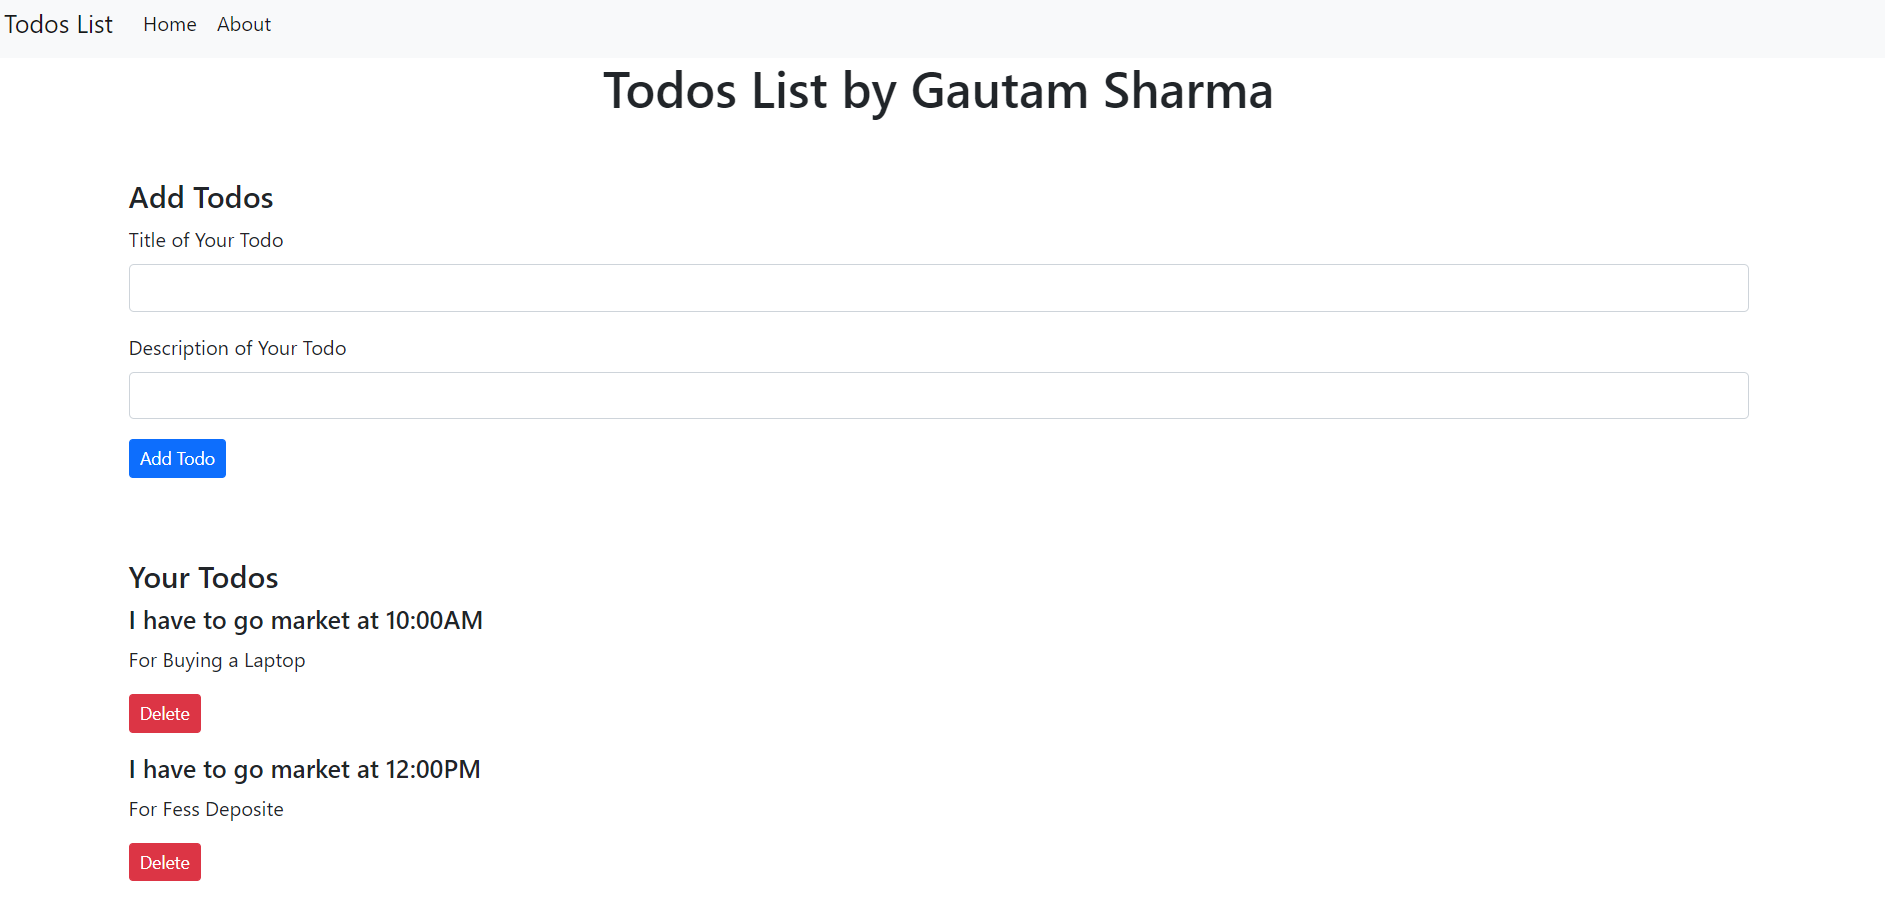 Todos List Home About
Todos List by Gautam Sharma
Add Todos
Title of Your Todo
Description of Your Todo
Add Todo
Your Todos
I have to go market at 10:00AM
For Buying a Laptop
Delete
I have to go market at 12:00PM
For Fess Deposite
Delete